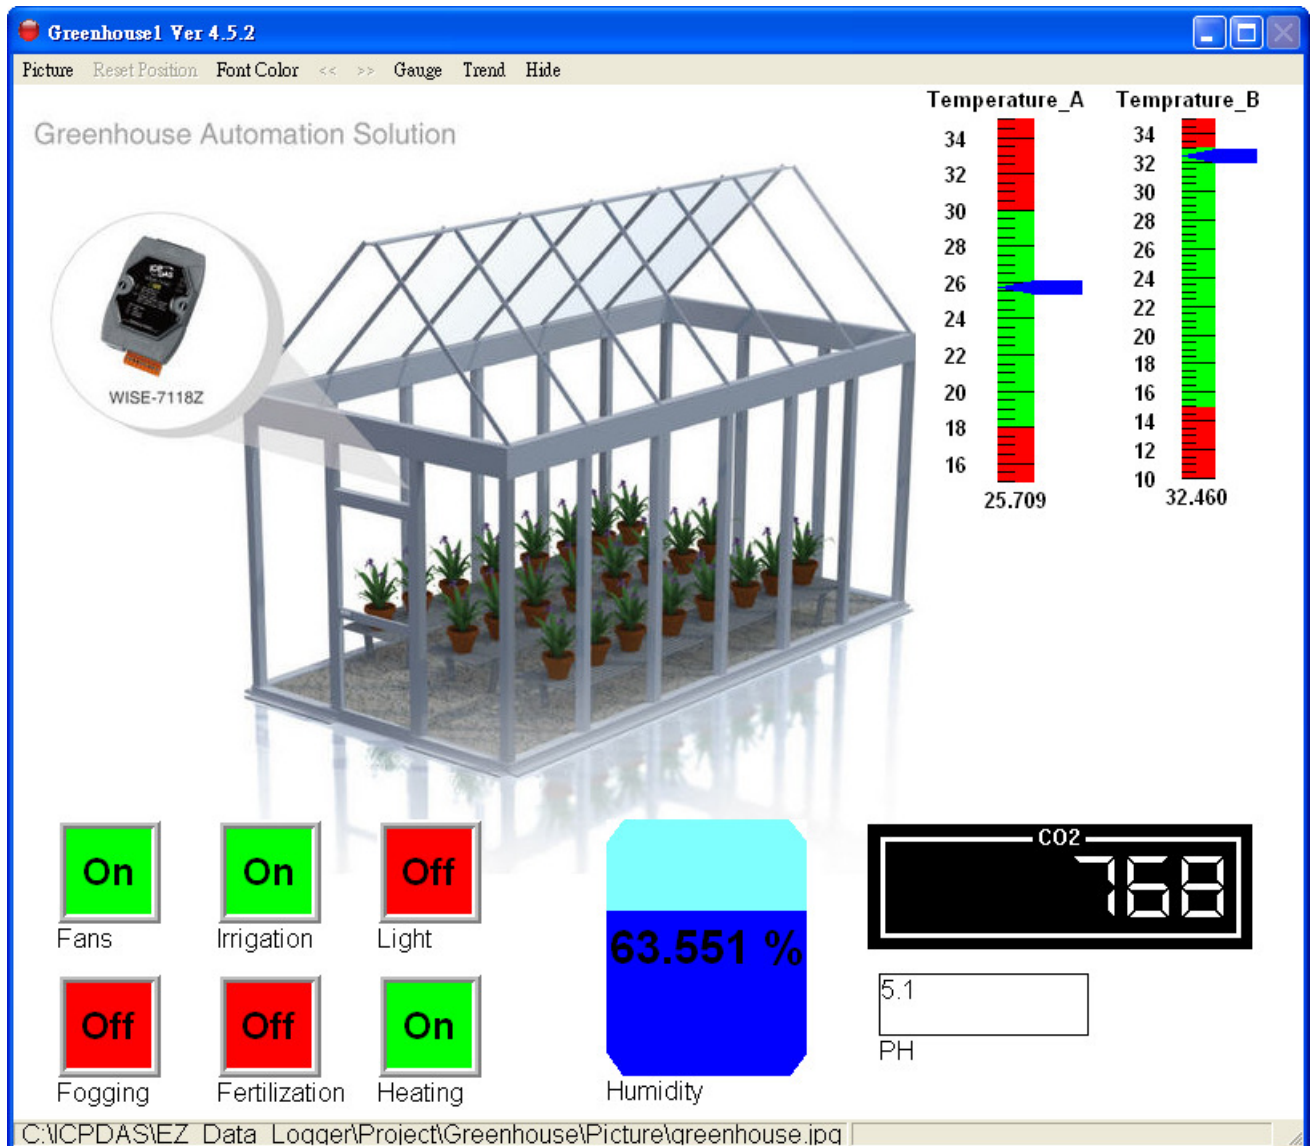 Greenhouse1 Ver 4.5.2
Picture Reset Position Font Color << >> Gauge Trend Hide
Greenhouse Automation Solution
WISE-7118Z
Temperature_A
34
32
30
28
26
24
22
20
18
16
25.709
Temprature_B
34
32
30
28
26
24
22
20
18
16
14
12
10
32.460
On
Fans
On
Irrigation
Off
Light
Off
Fogging
Off
Fertilization
On
Heating
63.551 %
Humidity
CO2
768
5.1
PH
C:\ICPDAS\EZ Data Logger\Project\Greenhouse\Picture\greenhouse.jpg